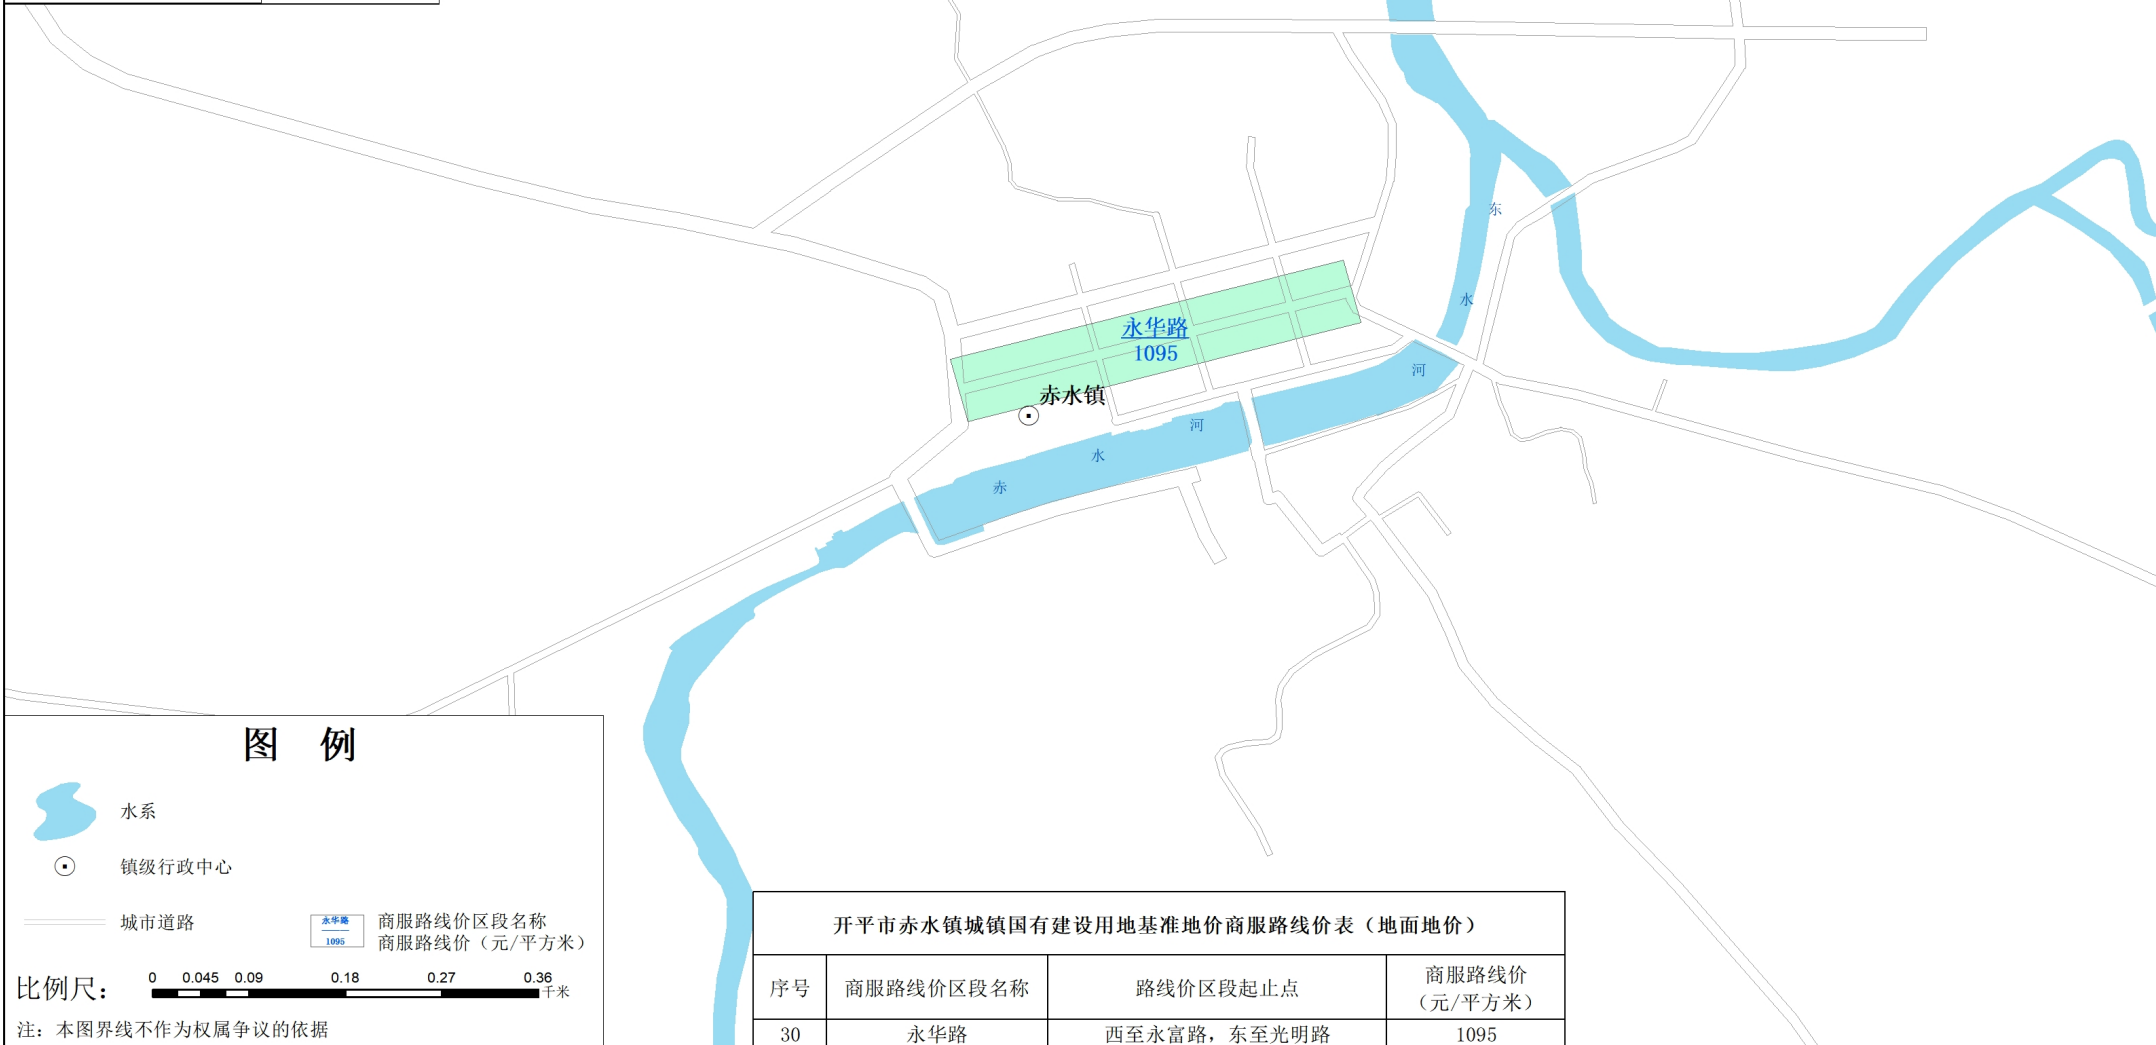 东
水
河
永华路
1095
赤水镇
河
水
赤
图 例
水系
镇级行政中心
城市道路
永华路
1095
商服路线价区段名称
商服路线价（元/平方米）
比例尺：
0 0.045 0.09 0.18 0.27 0.36
千米
注：本图界线不作为权属争议的依据
开平市赤水镇城镇国有建设用地基准地价商服路线价表（地面地价）
序号 商服路线价区段名称 路线价区段起止点 商服路线价
（元/平方米）
30 永华路 西至永富路，东至光明路 1095